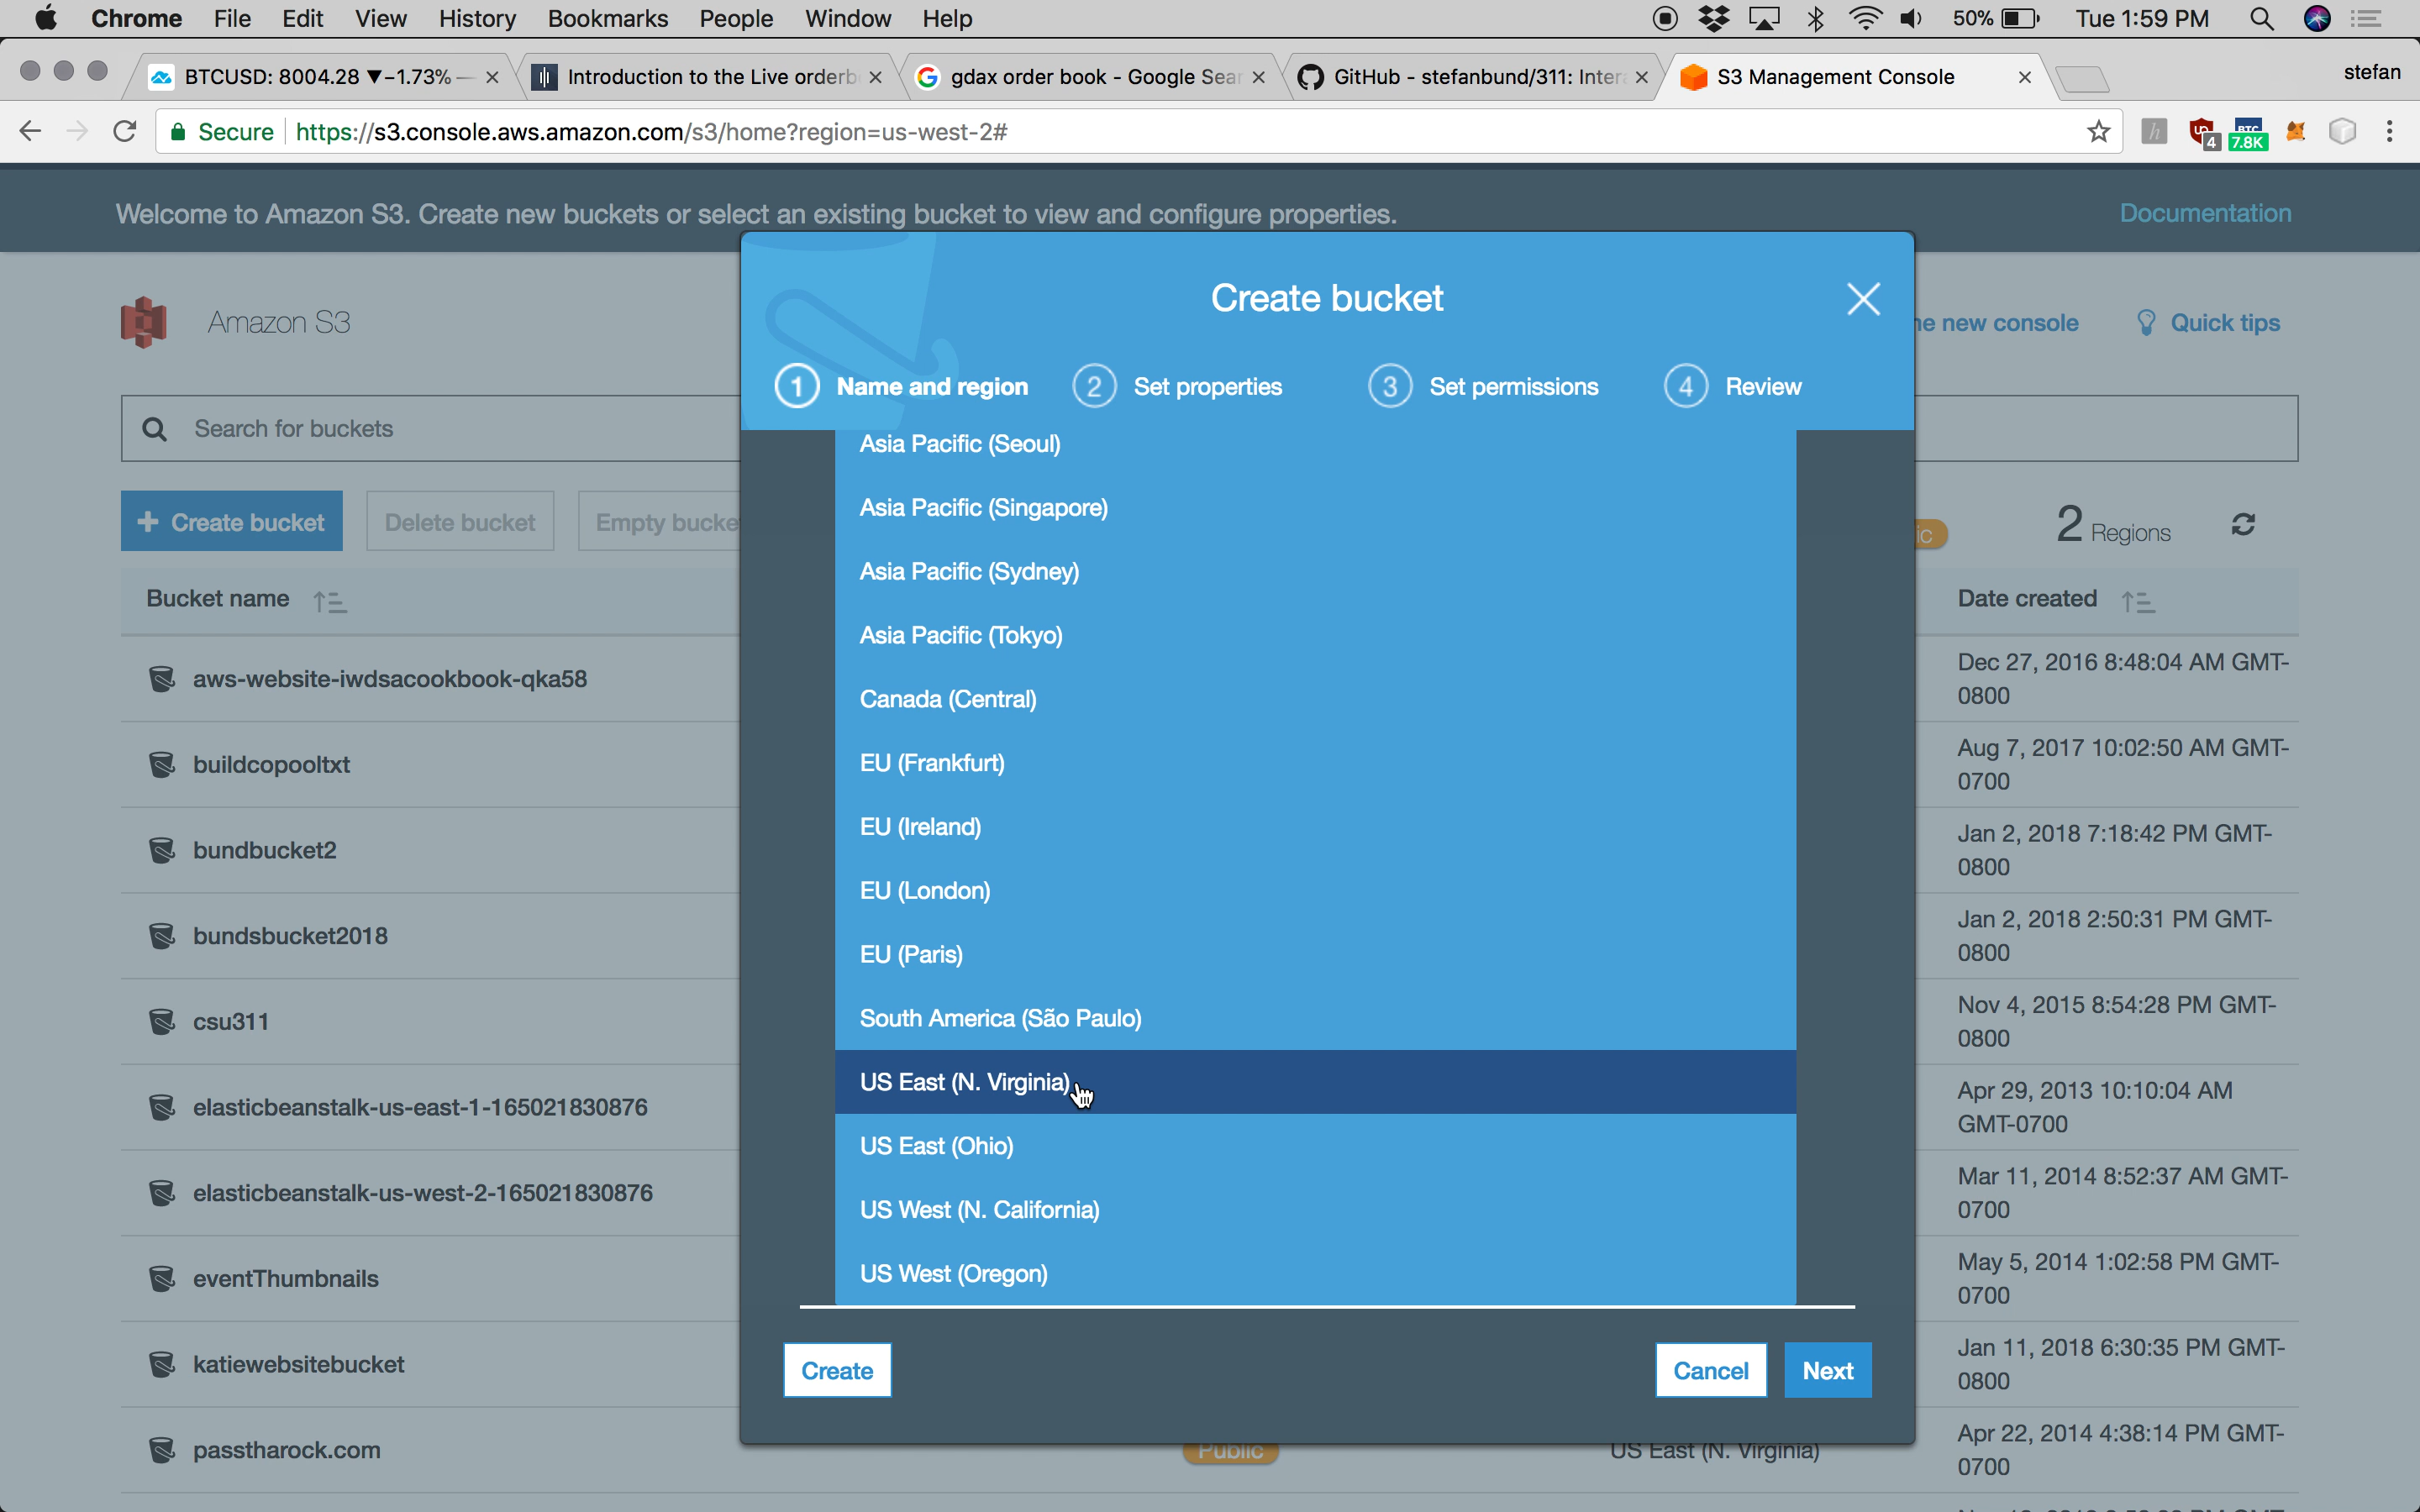 Chrome File Edit View History Bookmarks People Window Help 50% Tue 1:59 PM
BTCUSD: 8004.28 ▼−1.73% — Introduction to the Live orderb gdax order book - Google Sear GitHub - stefanbund/311: Inter S3 Management Console stefan
Secure https://s3.console.aws.amazon.com/s3/home?region=us-west-2# h 4 BTC 7.8K
Welcome to Amazon S3. Create new buckets or select an existing bucket to view and configure properties. Documentation
Create bucket
Amazon S3 new console Quick tips
1 Name and region 2 Set properties 3 Set permissions 4 Review
Search for buckets
Asia Pacific (Seoul)
Asia Pacific (Singapore)
+ Create bucket Delete bucket Empty bucke ic 2 Regions
Asia Pacific (Sydney)
Bucket name Date created
Asia Pacific (Tokyo)
aws-website-iwdsacookbook-qka58 Dec 27, 2016 8:48:04 AM GMT-
0800
Canada (Central)
buildcopooltxt Aug 7, 2017 10:02:50 AM GMT-
0700
EU (Frankfurt)
EU (Ireland)
bundbucket2 Jan 2, 2018 7:18:42 PM GMT-
0800
EU (London)
bundsbucket2018 Jan 2, 2018 2:50:31 PM GMT-
0800
EU (Paris)
South America (São Paulo)
csu311 Nov 4, 2015 8:54:28 PM GMT-
0800
US East (N. Virginia)
elasticbeanstalk-us-east-1-165021830876 Apr 29, 2013 10:10:04 AM
GMT-0700
US East (Ohio)
elasticbeanstalk-us-west-2-165021830876 Mar 11, 2014 8:52:37 AM GMT-
0700
US West (N. California)
US West (Oregon)
eventThumbnails May 5, 2014 1:02:58 PM GMT-
0700
katiewebsitebucket Jan 11, 2018 6:30:35 PM GMT-
0800
Create Cancel Next
passtharock.com Public US East (N. Virginia) Apr 22, 2014 4:38:14 PM GMT-
0700